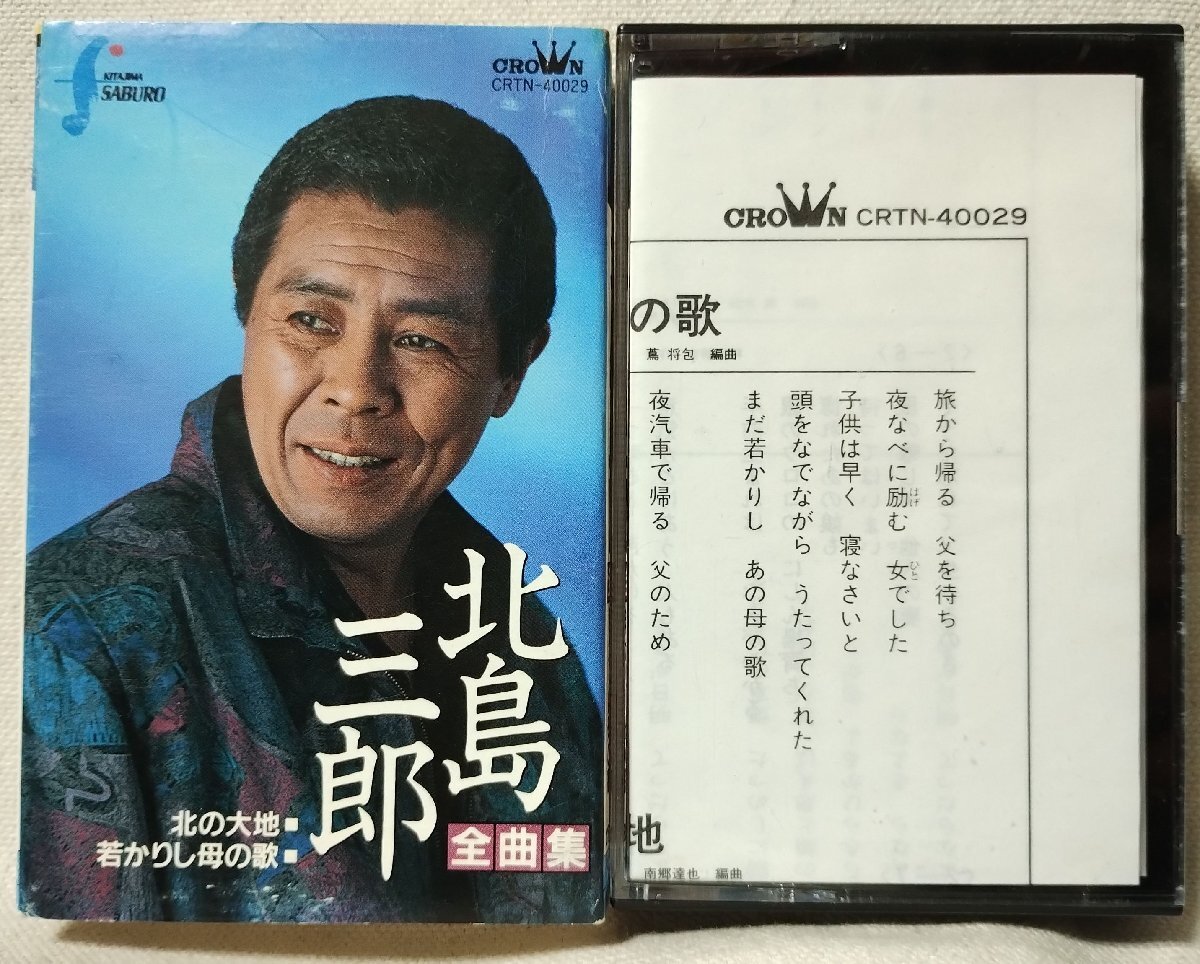 KITAJIMA
SABURO
CROWN
CRTN-40029
北島
三郎
全曲集
北の大地■
若かりし母の歌■
CROWN CRTN-40029
の歌
蔦 将包 編曲
旅から帰る 父を待ち
夜なべに励む 女でした
はげ
ひと
子供は早く 寝なさいと
頭をなでながら うたってくれた
まだ若かりし あの母の歌
夜汽車で帰る 父のため
地
南郷達也 編曲